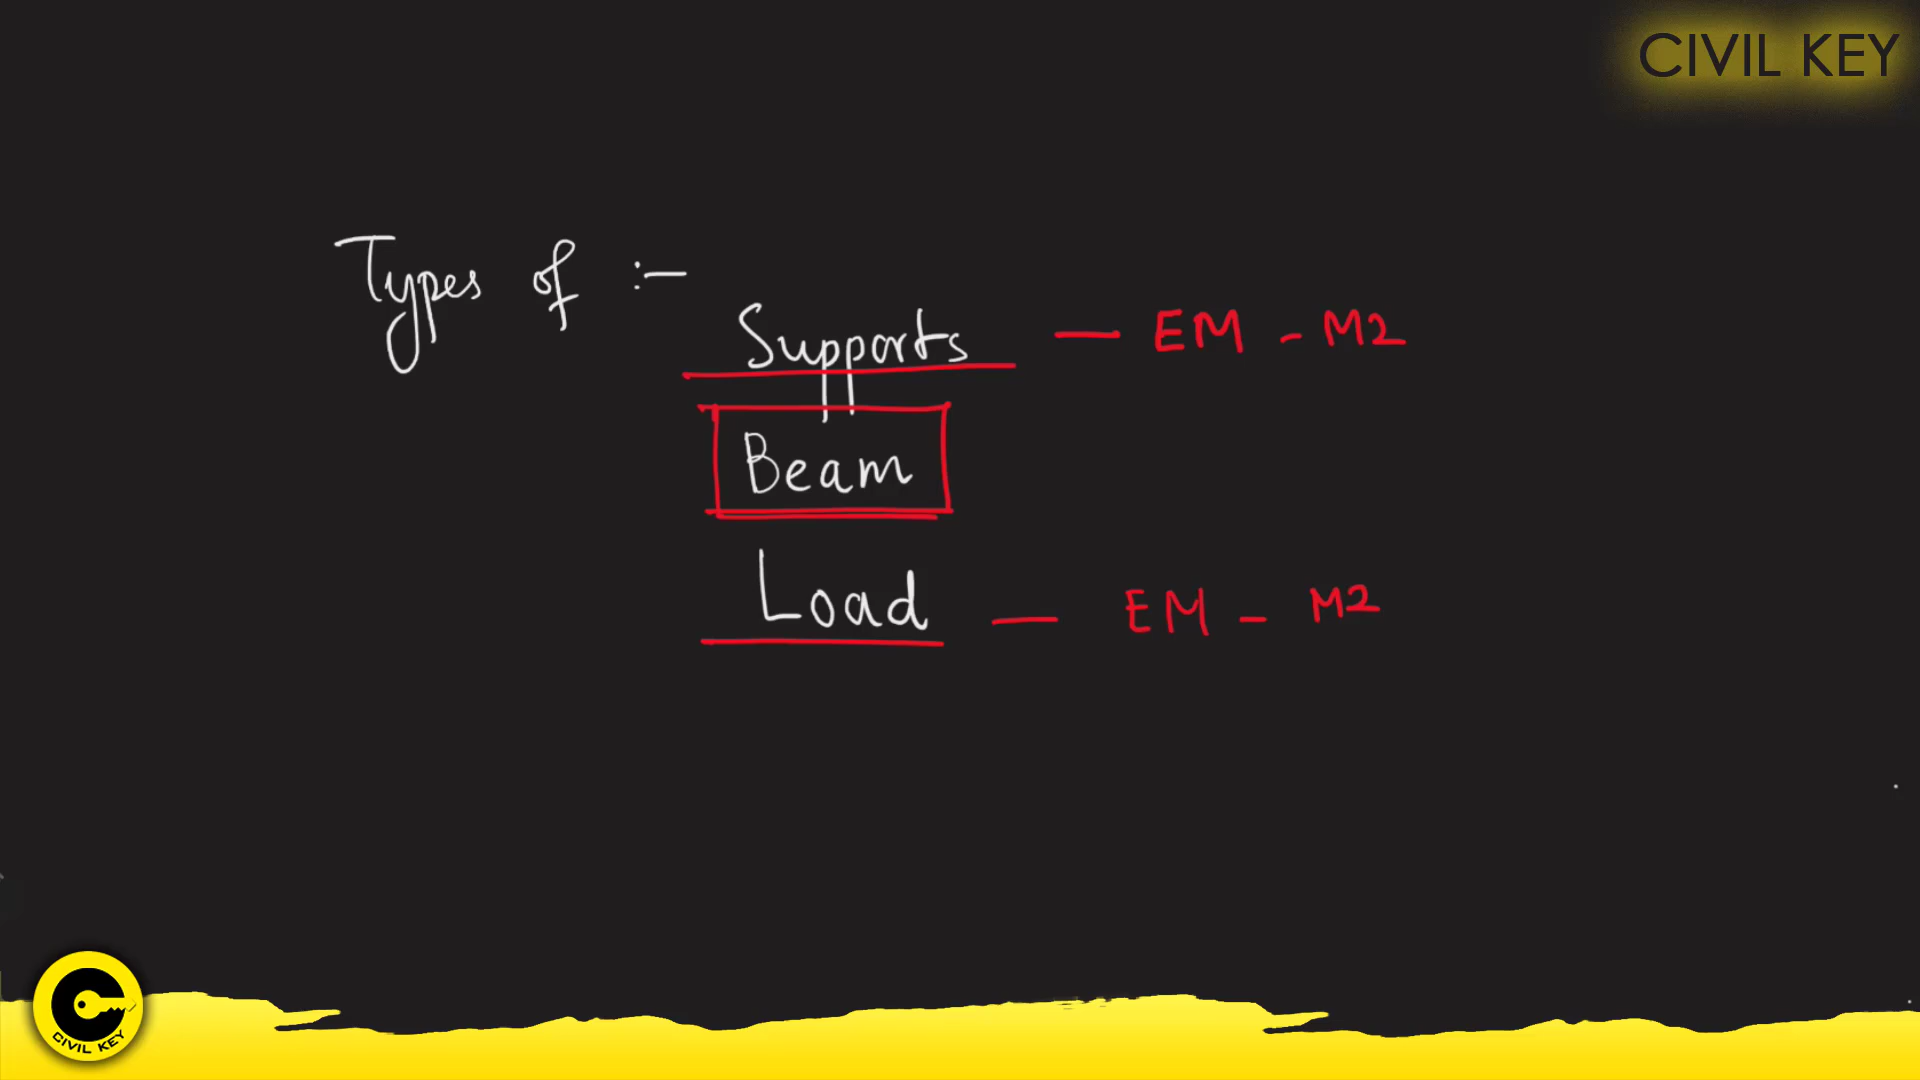 CIVIL KEY
Types of :-
Supports — EM - M2
Beam
Load — EM - M2
CIVIL KEY